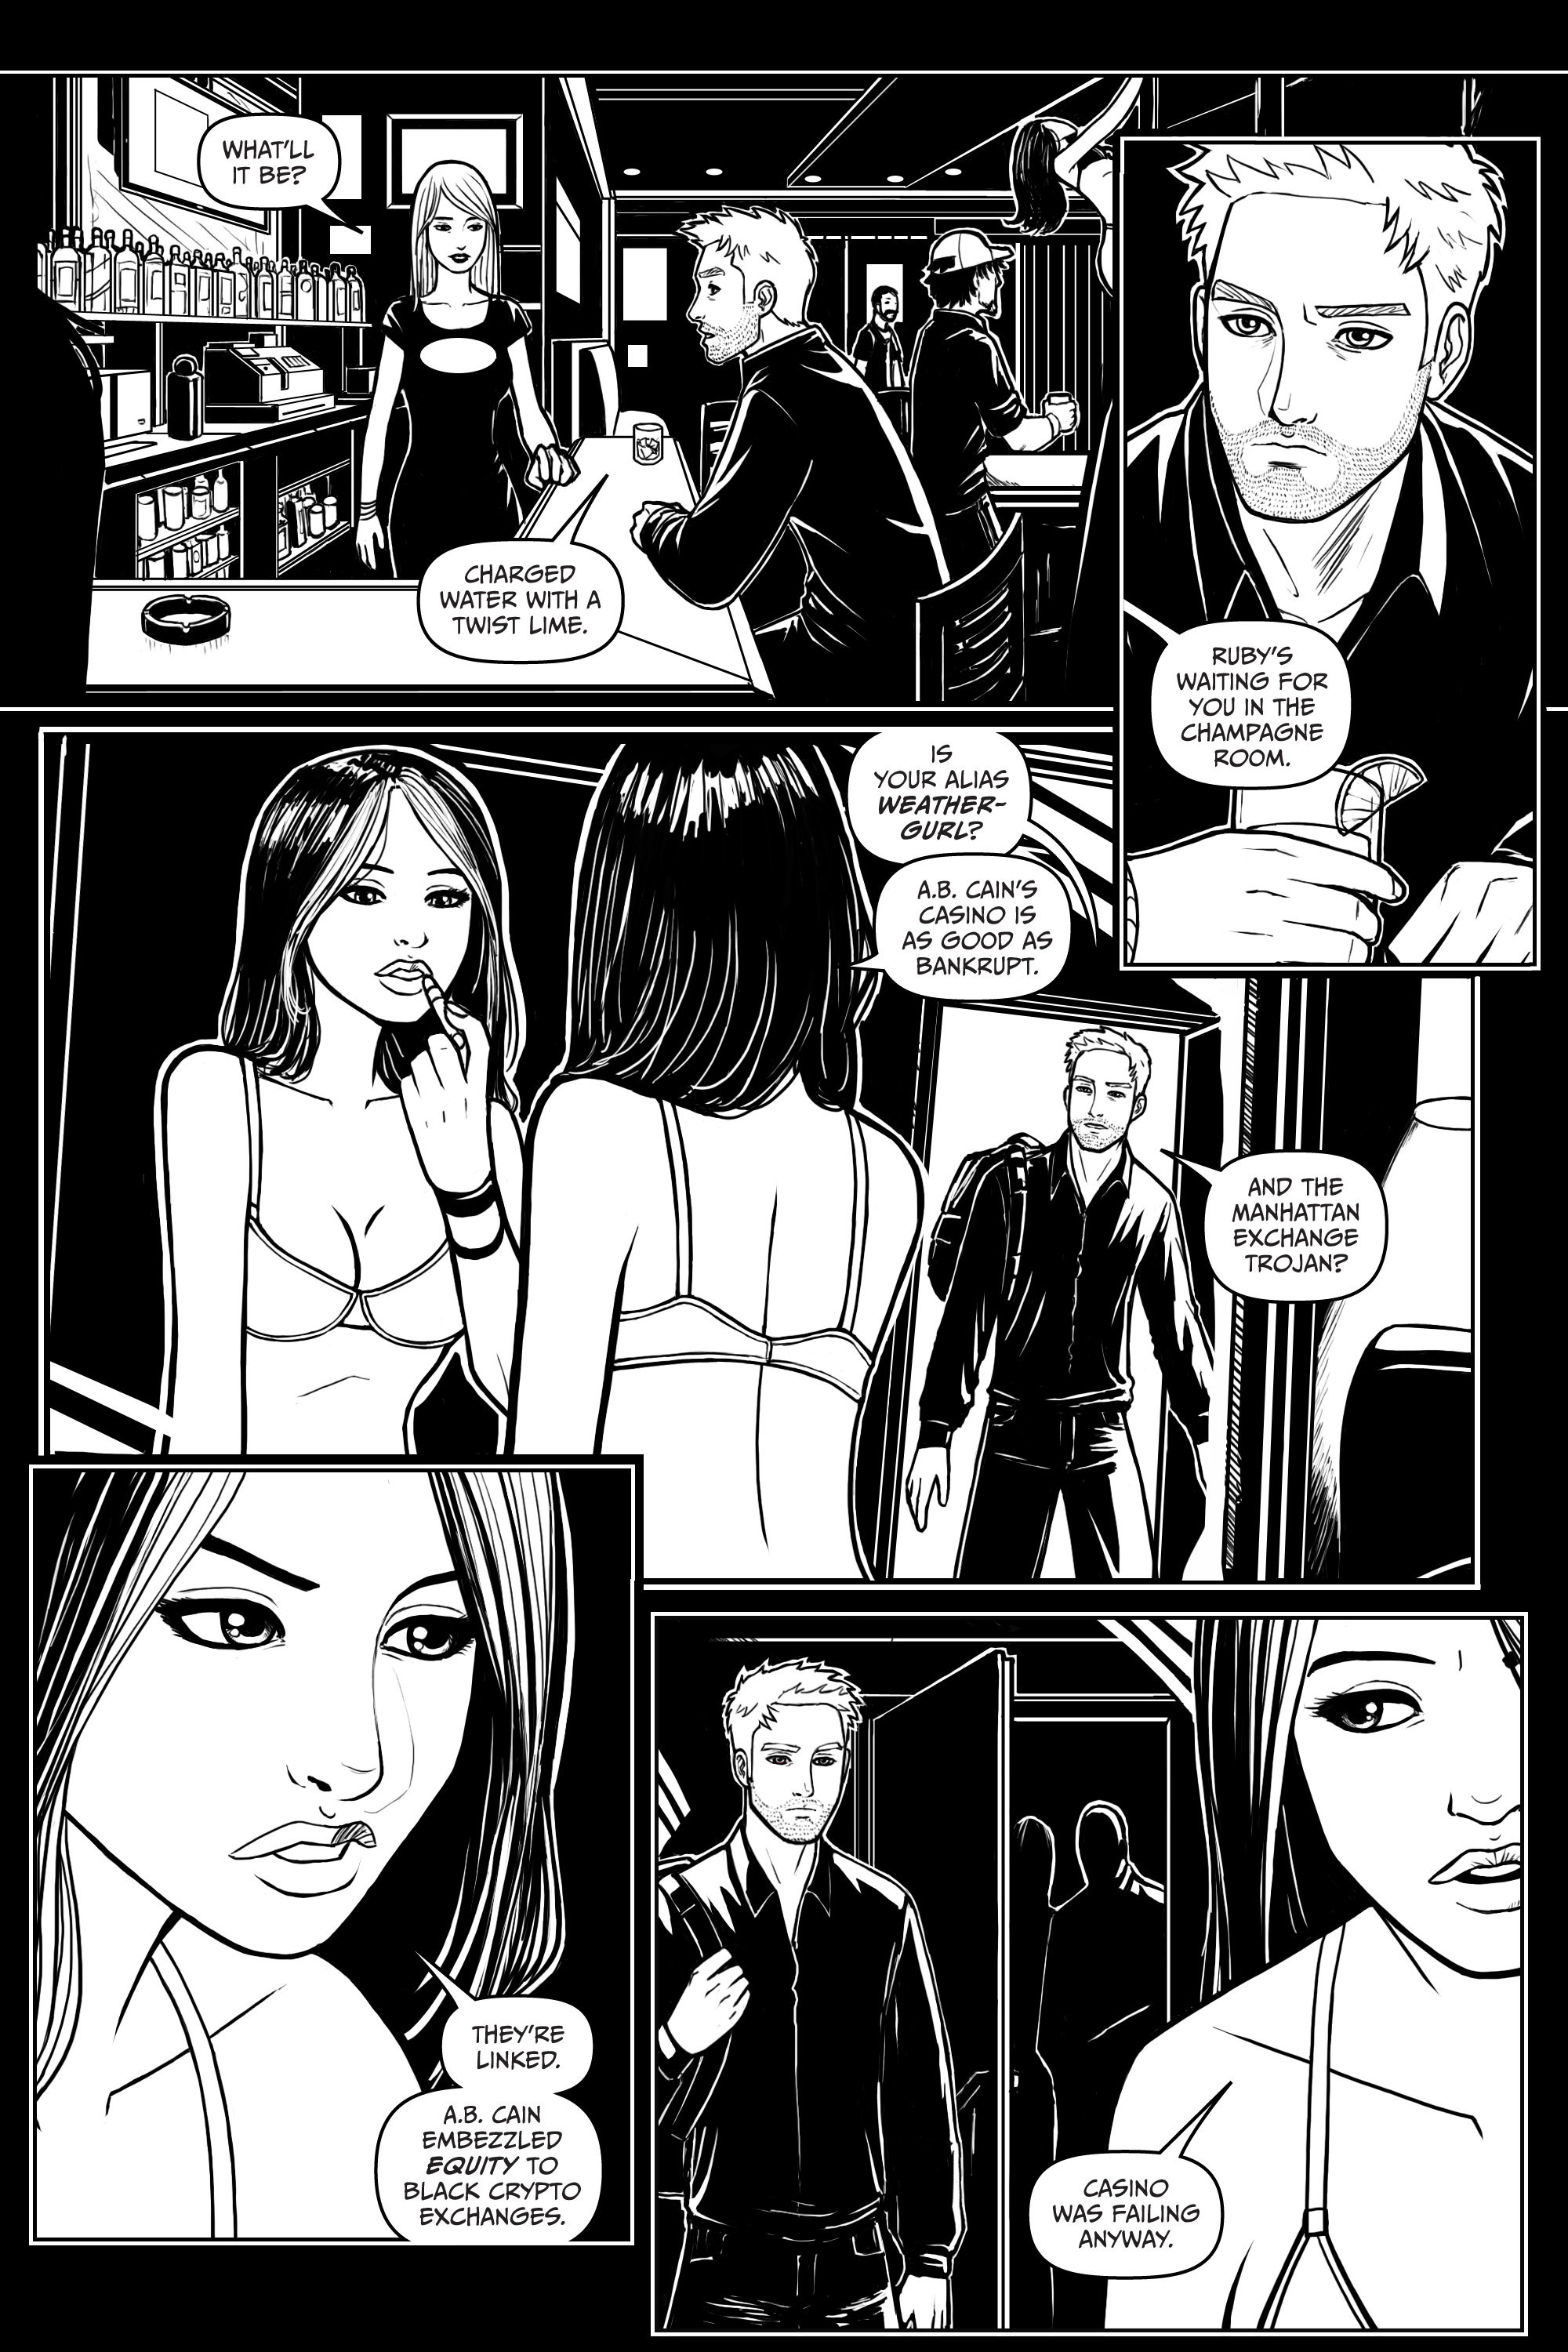 WHAT'LL
IT BE?
CHARGED
WATER WITH A
TWIST LIME.
RUBY'S
WAITING FOR
YOU IN THE
CHAMPAGNE
ROOM.
IS
YOUR ALIAS
WEATHER-
GURL?
A.B. CAIN'S
CASINO IS
AS GOOD AS
BANKRUPT.
AND THE
MANHATTAN
EXCHANGE
TROJAN?
THEY'RE
LINKED.
A.B. CAIN
EMBEZZLED
EQUITY TO
BLACK CRYPTO
EXCHANGES.
CASINO
WAS FAILING
ANYWAY.